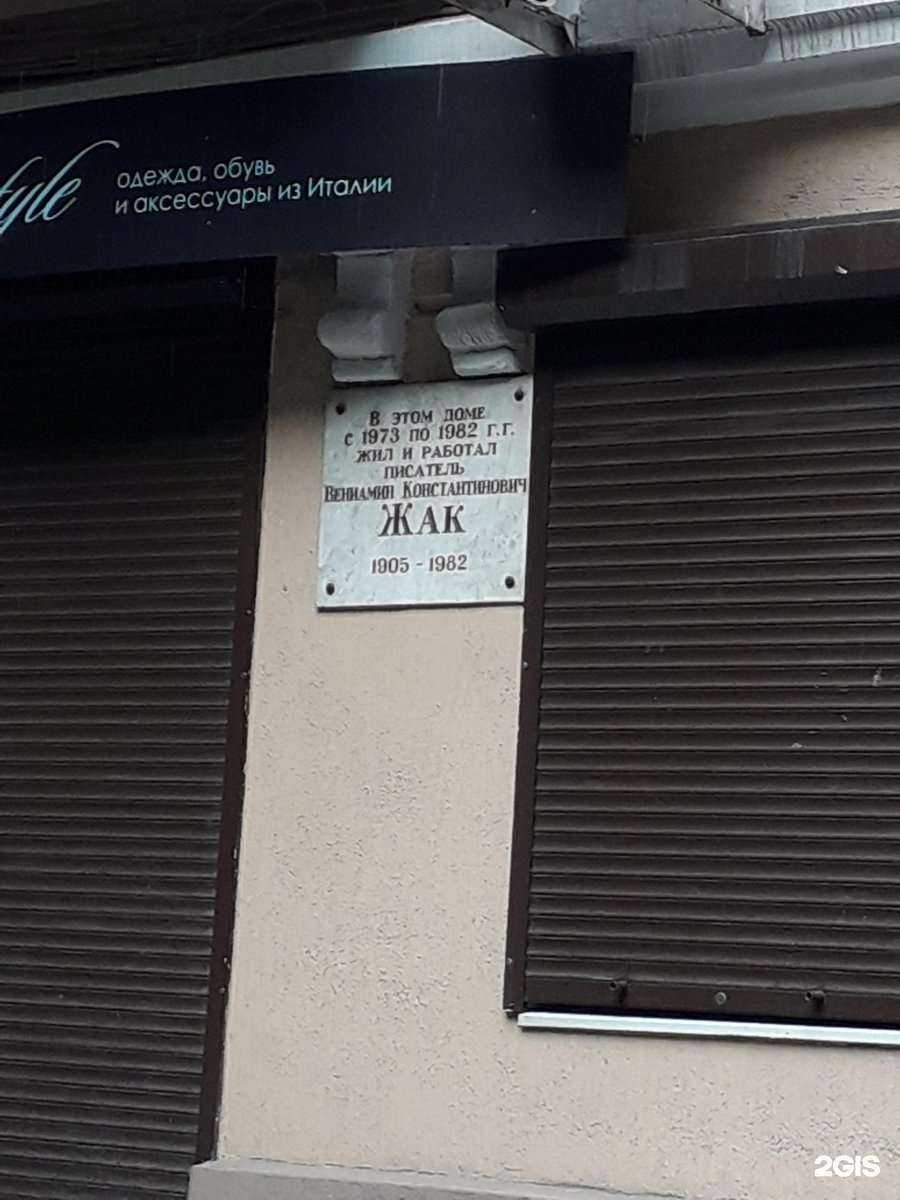 tyle
одежда, обувь
и аксессуары из Италии
В ЭТОМ ДОМЕ
С 1973 ПО 1982 Г.Г.
ЖИЛ И РАБОТАЛ
ПИСАТЕЛЬ
ВЕНИАМИН КОНСТАНТИНОВИЧ
ЖАК
1905 - 1982
2GIS